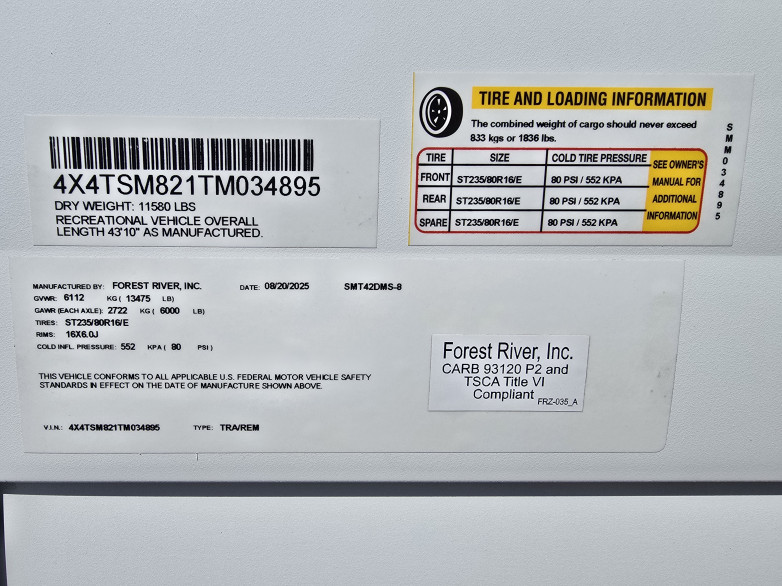 4X4TSM821TM034895
DRY WEIGHT: 11580 LBS
RECREATIONAL VEHICLE OVERALL
LENGTH 43'10" AS MANUFACTURED.
TIRE AND LOADING INFORMATION
The combined weight of cargo should never exceed
833 kgs or 1836 lbs.
TIRE SIZE COLD TIRE PRESSURE SEE OWNER'S MANUAL FOR ADDITIONAL INFORMATION
FRONT ST235/80R16/E 80 PSI / 552 KPA
REAR ST235/80R16/E 80 PSI / 552 KPA
SPARE ST235/80R16/E 80 PSI / 552 KPA
SMM034895
MANUFACTURED BY: FOREST RIVER, INC. DATE: 08/20/2025 SMT42DMS-8
GVWR: 6112 KG ( 13475 LB)
GAWR (EACH AXLE): 2722 KG ( 6000 LB)
TIRES: ST235/80R16/E
RIMS: 16X6.0J
COLD INFL. PRESSURE: 552 KPA ( 80 PSI)
THIS VEHICLE CONFORMS TO ALL APPLICABLE U.S. FEDERAL MOTOR VEHICLE SAFETY
STANDARDS IN EFFECT ON THE DATE OF MANUFACTURE SHOWN ABOVE.
V.I.N.: 4X4TSM821TM034895 TYPE: TRA/REM
Forest River, Inc.
CARB 93120 P2 and
TSCA Title VI
Compliant
FRZ-035_A